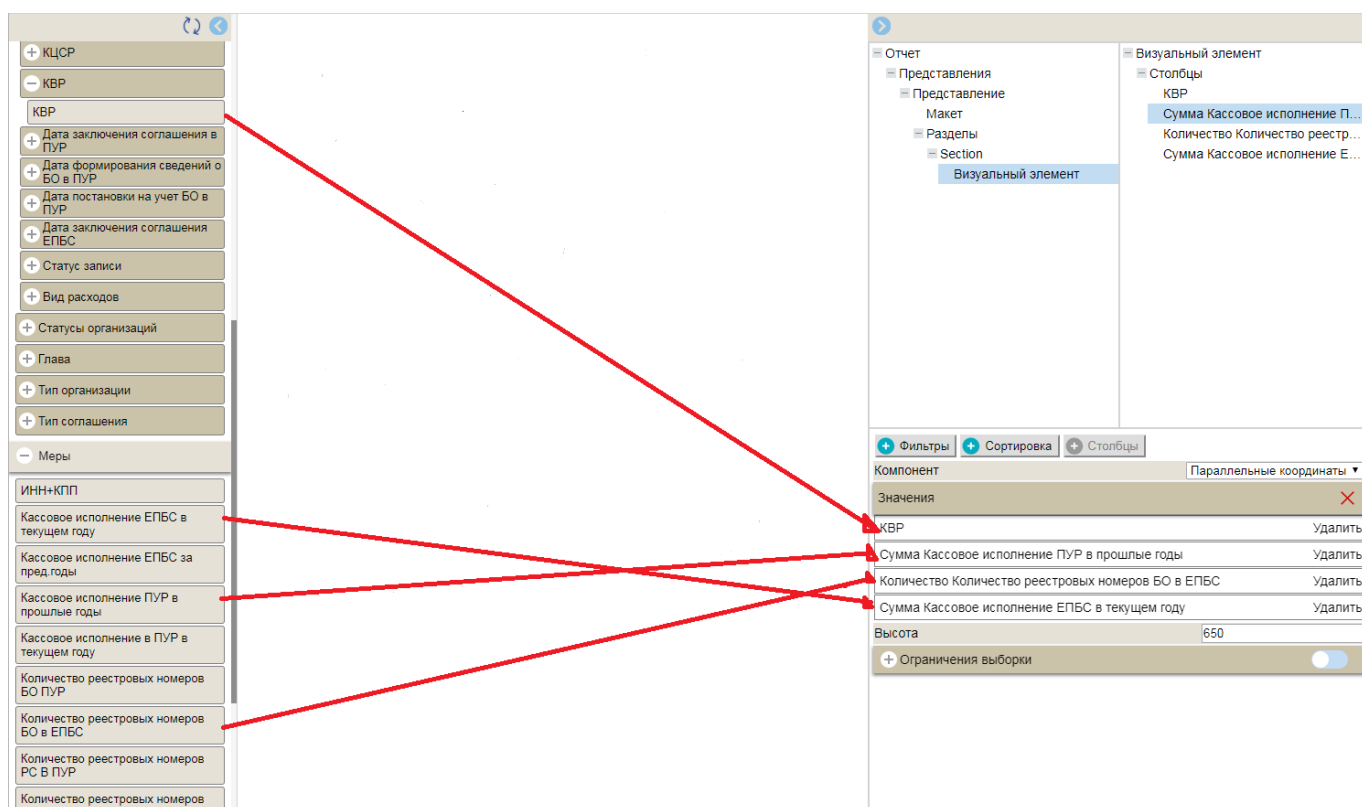 КЦСР
КВР
КВР
Дата заключения соглашения в
ПУР
Дата формирования сведений о
БО в ПУР
Дата постановки на учет БО в
ПУР
Дата заключения соглашения
ЕПБС
Статус записи
Вид расходов
Статусы организаций
Глава
Тип организации
Тип соглашения
Меры
ИНН+КПП
Кассовое исполнение ЕПБС в
текущем году
Кассовое исполнение ЕПБС за
пред.годы
Кассовое исполнение ПУР в
прошлые годы
Кассовое исполнение в ПУР в
текущем году
Количество реестровых номеров
БО ПУР
Количество реестровых номеров
БО в ЕПБС
Количество реестровых номеров
РС В ПУР
Количество реестровых номеров
Отчет
Представления
Представление
Макет
Разделы
Section
Визуальный элемент
Визуальный элемент
Столбцы
КВР
Сумма Кассовое исполнение П...
Количество Количество реестр...
Сумма Кассовое исполнение Е...
Фильтры Сортировка Столбцы
Компонент Параллельные координаты
Значения
КВР Удалить
Сумма Кассовое исполнение ПУР в прошлые годы Удалить
Количество Количество реестровых номеров БО в ЕПБС Удалить
Сумма Кассовое исполнение ЕПБС в текущем году Удалить
Высота 650
Ограничения выборки